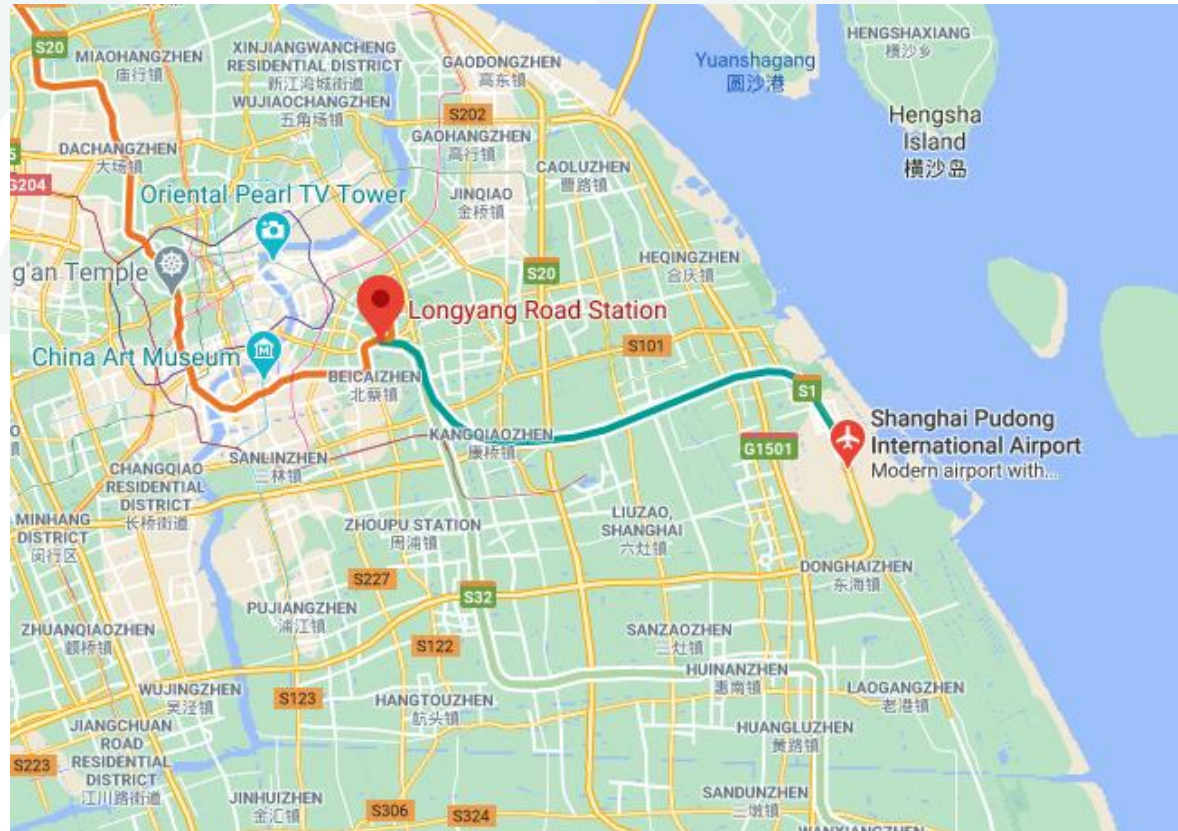 S20
MIAOHANGZHEN
庙行镇
XINJIANGWANCHENG
RESIDENTIAL DISTRICT
新江湾城街道
WUJIAOCHANGZHEN
五角场镇
GAODONGZHEN
高东镇
Yuanshagang
圆沙港
HENGSHAXIANG
横沙乡
Hengsha
Island
横沙岛
S202
GAOHANGZHEN
高行镇
DACHANGZHEN
大场镇
G204
CAOLUZHEN
曹路镇
JINQIAO
金桥镇
Oriental Pearl TV Tower
g'an Temple
HEQINGZHEN
合庆镇
S20
Longyang Road Station
China Art Museum
S101
BEICAIZHEN
北蔡镇
S1
Shanghai Pudong
International Airport
Modern airport with...
KANGQIAOZHEN
康桥镇
G1501
SANLINZHEN
三林镇
CHANGQIAO
RESIDENTIAL
DISTRICT
长桥街道
MINHANG
DISTRICT
闵行区
ZHOUPU STATION
周浦镇
LIUZAO,
SHANGHAI
六灶镇
DONGHAIZHEN
东海镇
S227
S32
PUJIANGZHEN
浦江镇
ZHUANQIAOZHEN
颛桥镇
S122
SANZAOZHEN
三灶镇
HUINANZHEN
惠南镇
WUJINGZHEN
吴泾镇
S123
HANGTOUZHEN
航头镇
LAOGANGZHEN
老港镇
JIANGCHUAN
ROAD
RESIDENTIAL
DISTRICT
江川路街道
HUANGLUZHEN
黄路镇
S223
JINHUIZHEN
金汇镇
S306
S324
SANDUNZHEN
三墩镇
WANXIANGZHEN